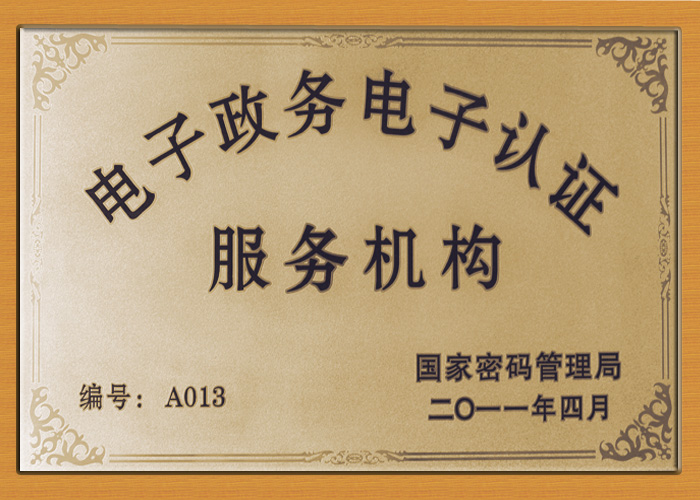 电子政务电子认证
服务机构
编号：A013
国家密码管理局
二〇一一年四月